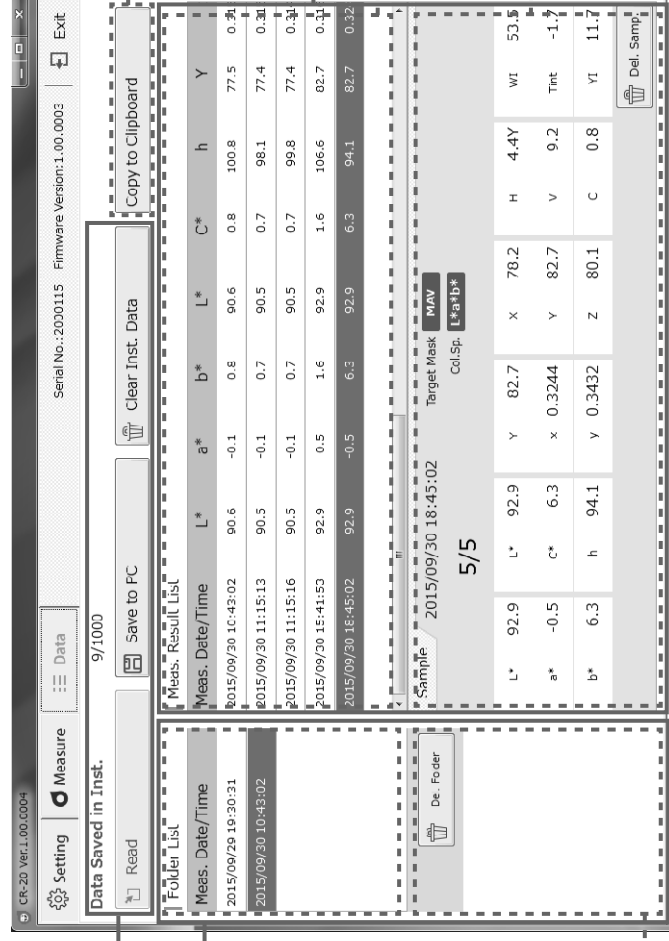 CR-20 Ver.1.00.0004
Setting
Measure
Data
Serial No.:2000115 Firmware Version:1.00.0003
Exit
Data Saved in Inst.
9/1000
Read
Save to PC
Clear Inst. Data
Copy to Clipboard
Folder List
Meas. Date/Time
2015/09/29 19:30:31
2015/09/30 10:43:02
De. Folder
Meas. Result List
Meas. Date/Time L* a* b* L* C* h Y
2015/09/30 10:43:02 90.6 -0.1 0.8 90.6 0.8 100.8 77.5 0.31
2015/09/30 11:15:13 90.5 -0.1 0.7 90.5 0.7 98.1 77.4 0.31
2015/09/30 11:15:16 90.5 -0.1 0.7 90.5 0.7 99.8 77.4 0.31
2015/09/30 18:41:53 92.9 0.5 1.6 92.9 1.6 106.6 82.7 0.31
2015/09/30 18:45:02 92.9 -0.5 6.3 92.9 6.3 94.1 82.7 0.32
Sample
2015/09/30 18:45:02
Target Mask MAV
5/5
Col.Sp. L*a*b*
L* 92.9 L* 92.9 Y 82.7 X 78.2 H 4.4Y WI 53.5
a* -0.5 C* 6.3 x 0.3244 Y 82.7 V 9.2 Tint -1.7
b* 6.3 h 94.1 y 0.3432 Z 80.1 C 0.8 YI 11.7
Del. Samp.